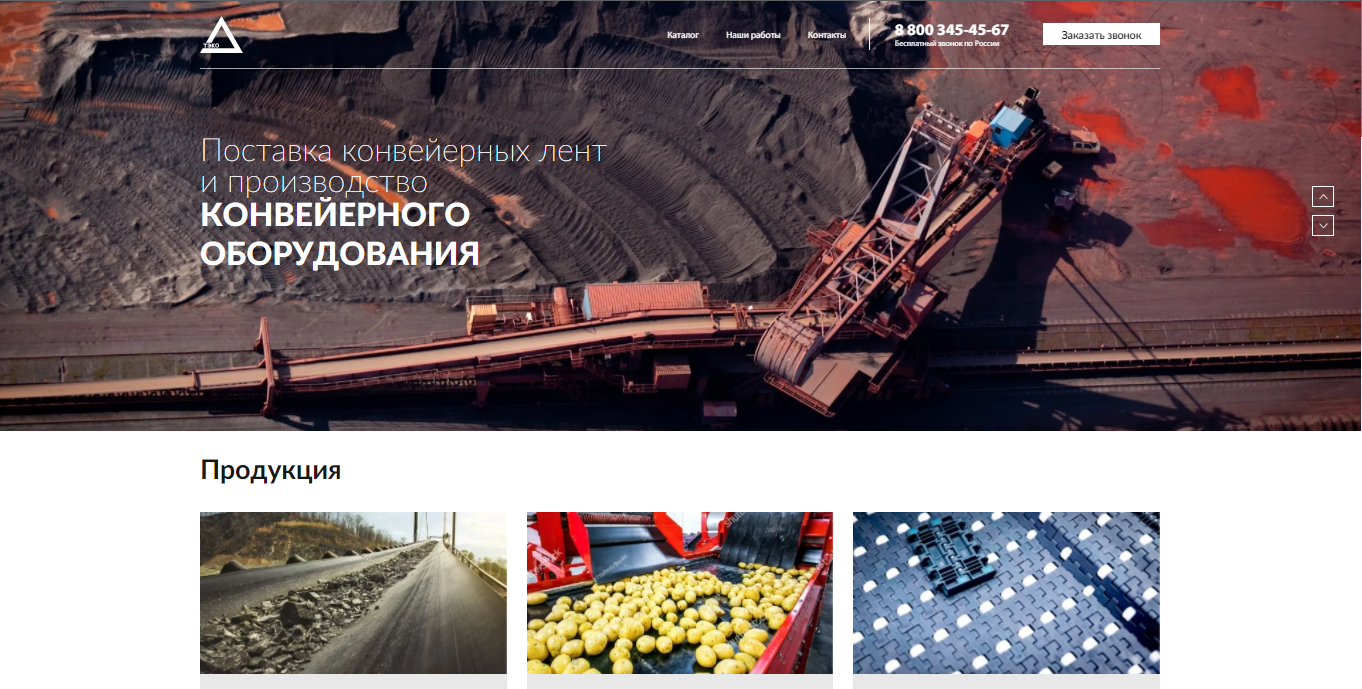 ТЭКО
Каталог
Наши работы
Контакты
8 800 345-45-67
Бесплатный звонок по России
Заказать звонок
Поставка конвейерных лент
и производство
КОНВЕЙЕРНОГО
ОБОРУДОВАНИЯ
Продукция